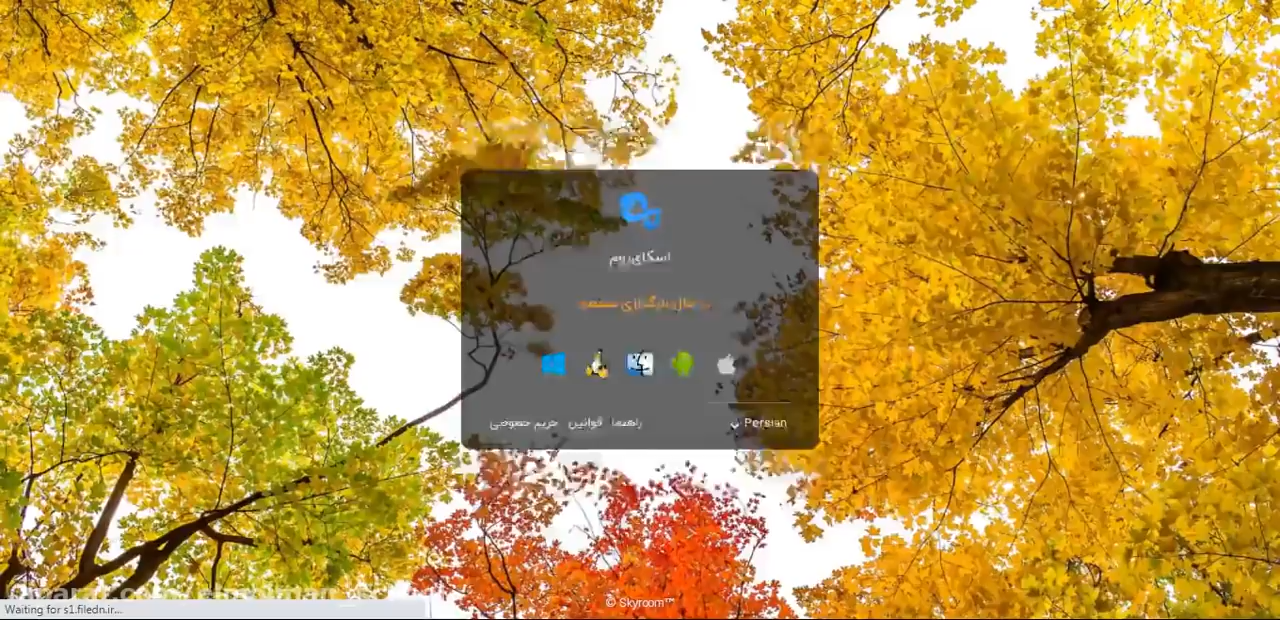 اسکای‌روم
راهنما قوانین حریم خصوصی
Persian
© Skyroom™
Waiting for s1.filedn.ir...